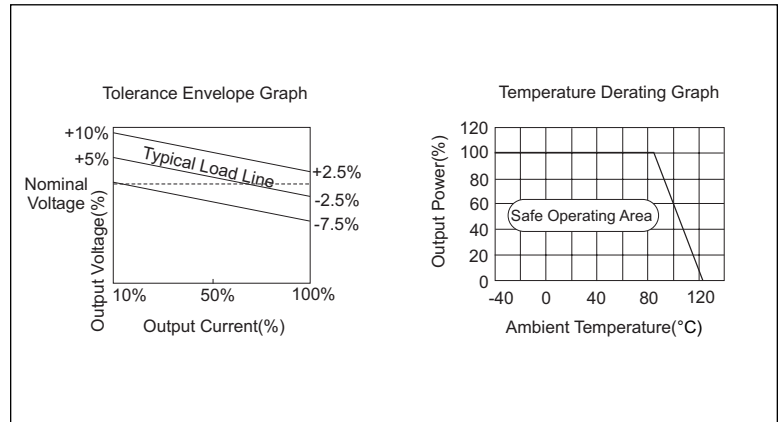 Tolerance Envelope Graph
+10%
+5%
Nominal
Voltage
Output Voltage(%)
Typical Load Line
+2.5%
-2.5%
-7.5%
10%
50%
100%
Output Current(%)
Temperature Derating Graph
Output Power(%)
120
100
80
60
40
20
0
Safe Operating Area
-40
0
40
80
120
Ambient Temperature(°C)